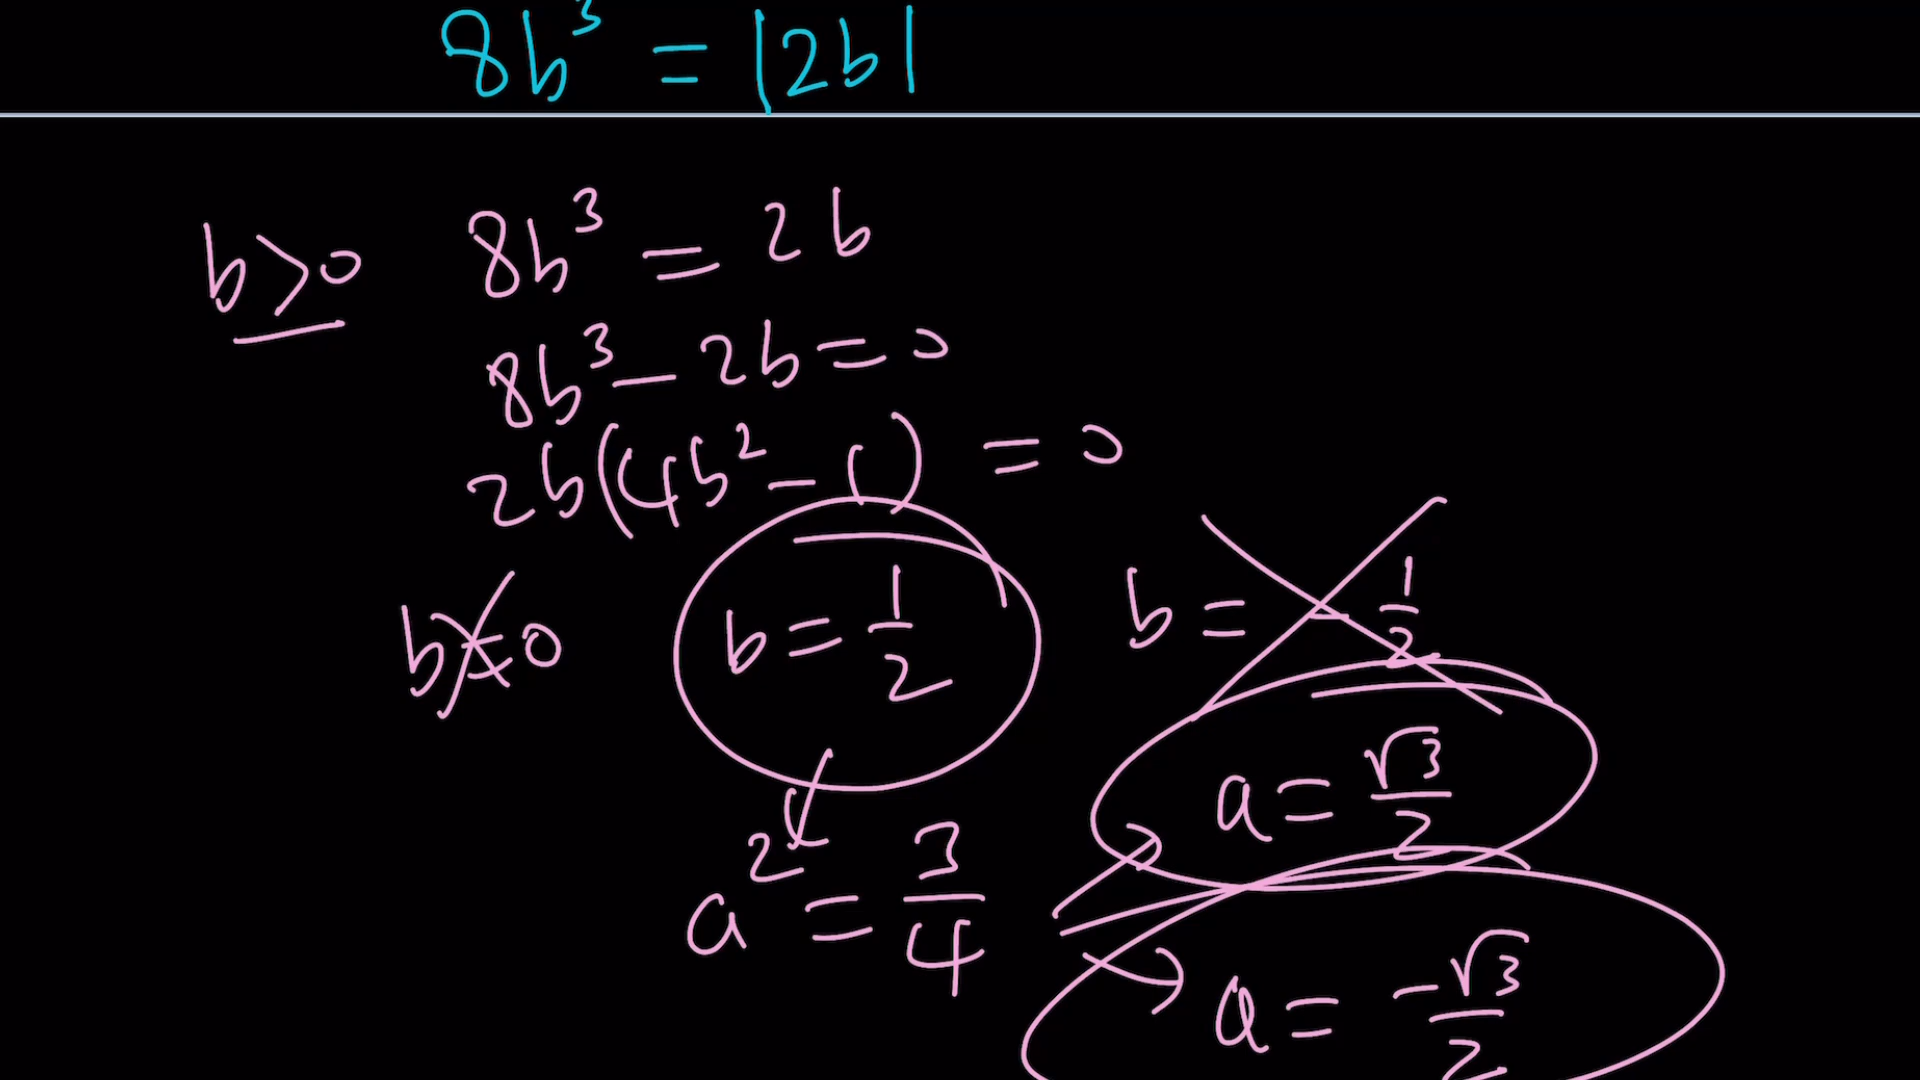 8b³ = |2b|
b>0 8b³ = 2b
8b³ - 2b = 0
2b(4b² - 1) = 0
b≠0 b = 1/2 b = -1/2
a = √3/2
a² = 3/4
a = -√3/2